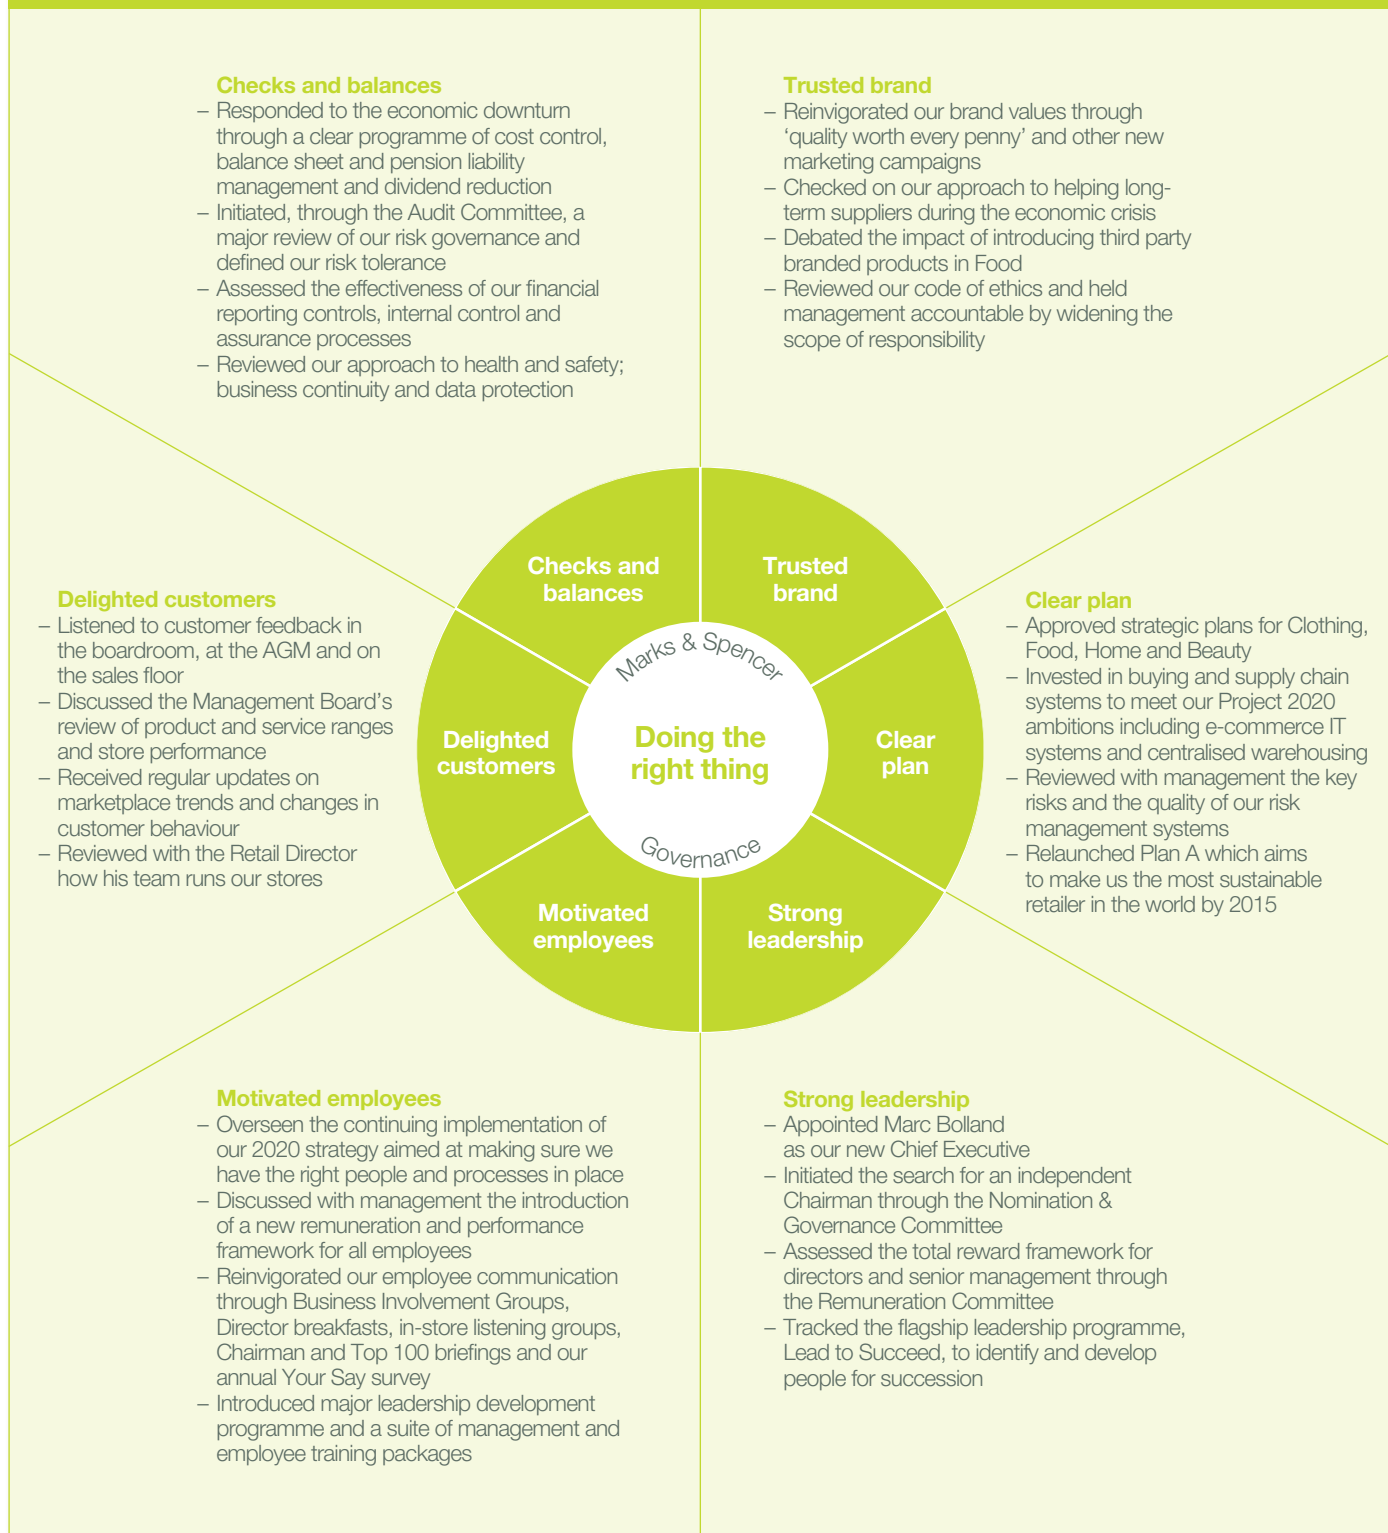 Checks and balances
– Responded to the economic downturn
through a clear programme of cost control,
balance sheet and pension liability
management and dividend reduction
– Initiated, through the Audit Committee, a
major review of our risk governance and
defined our risk tolerance
– Assessed the effectiveness of our financial
reporting controls, internal control and
assurance processes
– Reviewed our approach to health and safety;
business continuity and data protection
Trusted brand
– Reinvigorated our brand values through
‘quality worth every penny’ and other new
marketing campaigns
– Checked on our approach to helping long-
term suppliers during the economic crisis
– Debated the impact of introducing third party
branded products in Food
– Reviewed our code of ethics and held
management accountable by widening the
scope of responsibility
Delighted customers
– Listened to customer feedback in
the boardroom, at the AGM and on
the sales floor
– Discussed the Management Board’s
review of product and service ranges
and store performance
– Received regular updates on
marketplace trends and changes in
customer behaviour
– Reviewed with the Retail Director
how his team runs our stores
Checks and
balances
Trusted
brand
Marks & Spencer
Delighted
customers
Doing the
right thing
Clear
plan
Governance
Motivated
employees
Strong
leadership
Clear plan
– Approved strategic plans for Clothing,
Food, Home and Beauty
– Invested in buying and supply chain
systems to meet our Project 2020
ambitions including e-commerce IT
systems and centralised warehousing
– Reviewed with management the key
risks and the quality of our risk
management systems
– Relaunched Plan A which aims
to make us the most sustainable
retailer in the world by 2015
Motivated employees
– Overseen the continuing implementation of
our 2020 strategy aimed at making sure we
have the right people and processes in place
– Discussed with management the introduction
of a new remuneration and performance
framework for all employees
– Reinvigorated our employee communication
through Business Involvement Groups,
Director breakfasts, in-store listening groups,
Chairman and Top 100 briefings and our
annual Your Say survey
– Introduced major leadership development
programme and a suite of management and
employee training packages
Strong leadership
– Appointed Marc Bolland
as our new Chief Executive
– Initiated the search for an independent
Chairman through the Nomination &
Governance Committee
– Assessed the total reward framework for
directors and senior management through
the Remuneration Committee
– Tracked the flagship leadership programme,
Lead to Succeed, to identify and develop
people for succession